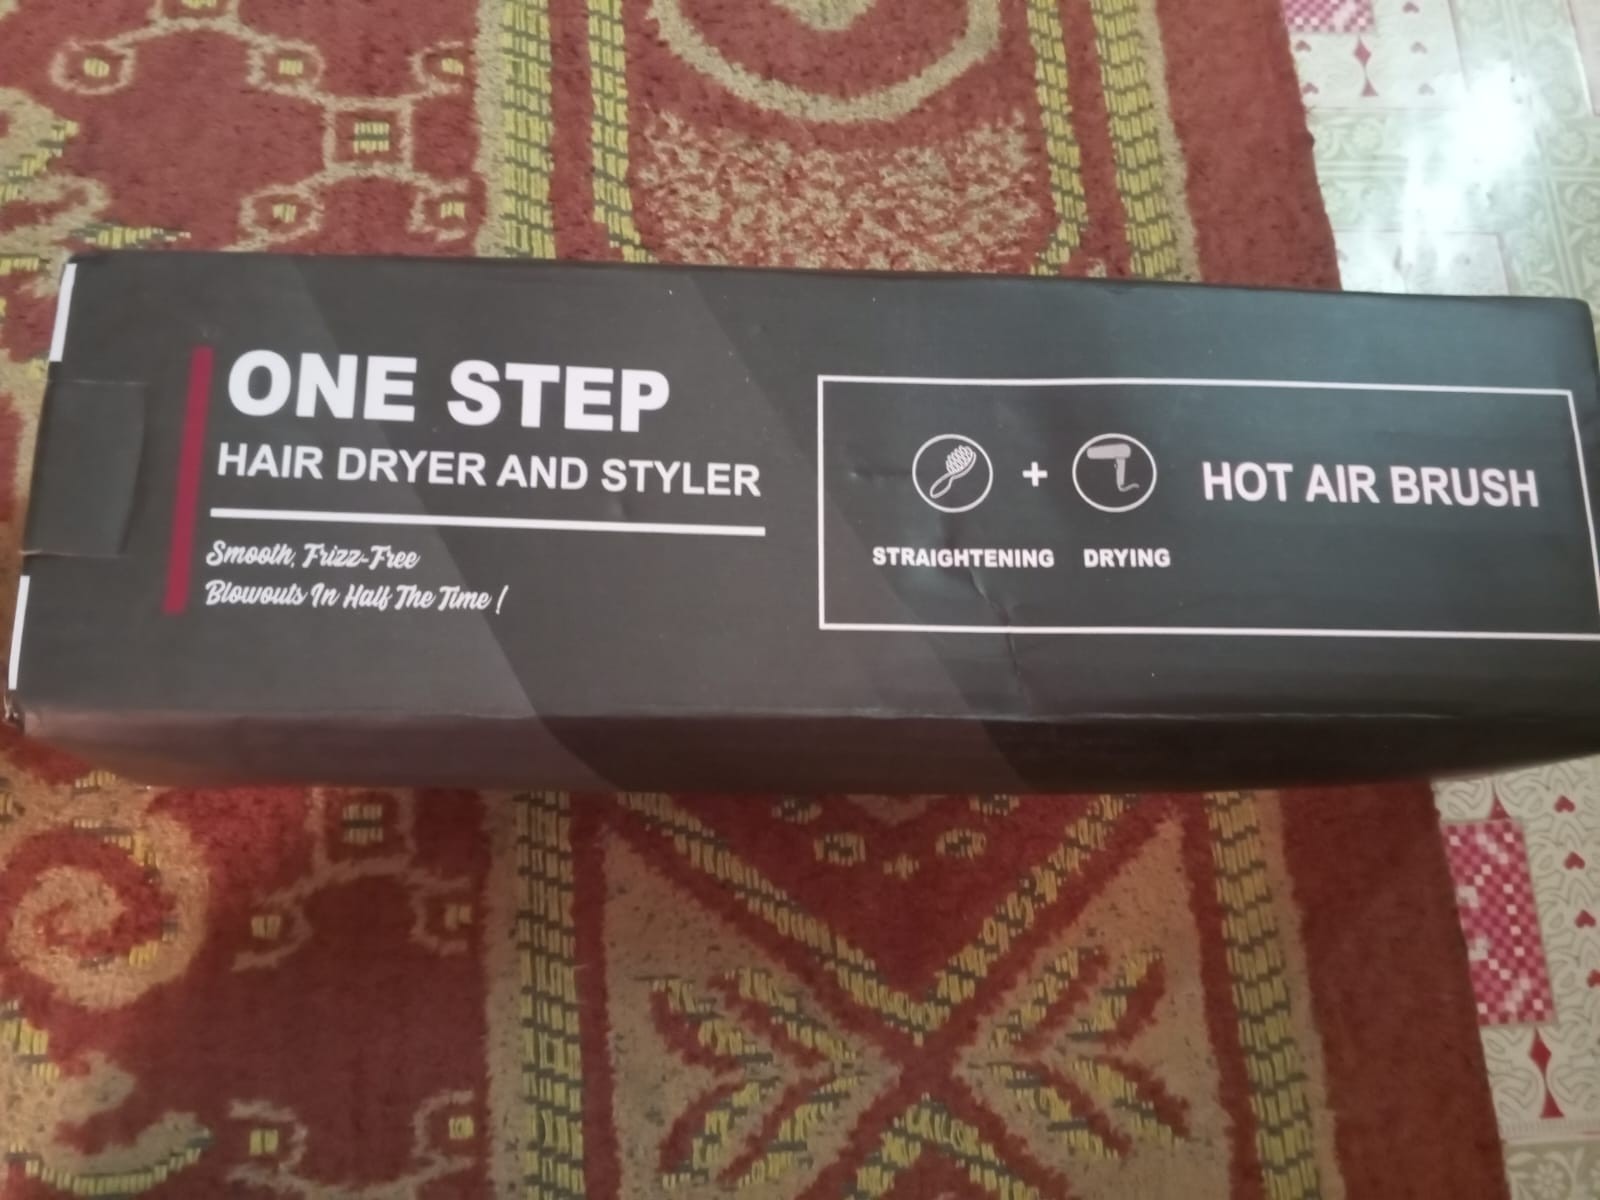 ONE STEP
HAIR DRYER AND STYLER
Smooth, Frizz-Free
Blowouts In Half The Time !
+
HOT AIR BRUSH
STRAIGHTENING
DRYING